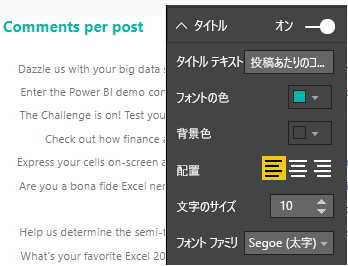 Comments per post
Dazzle us with your big data s
Enter the Power BI demo con
The Challenge is on! Test you
Check out how finance a
Express your cells on-screen a
Are you a bona fide Excel ner
Help us determine the semi-f
What's your favorite Excel 20
タイトル オン
タイトル テキスト 投稿あたりのコ...
フォントの色
背景色
配置
文字のサイズ 10
フォント ファミリ Segoe (太字)